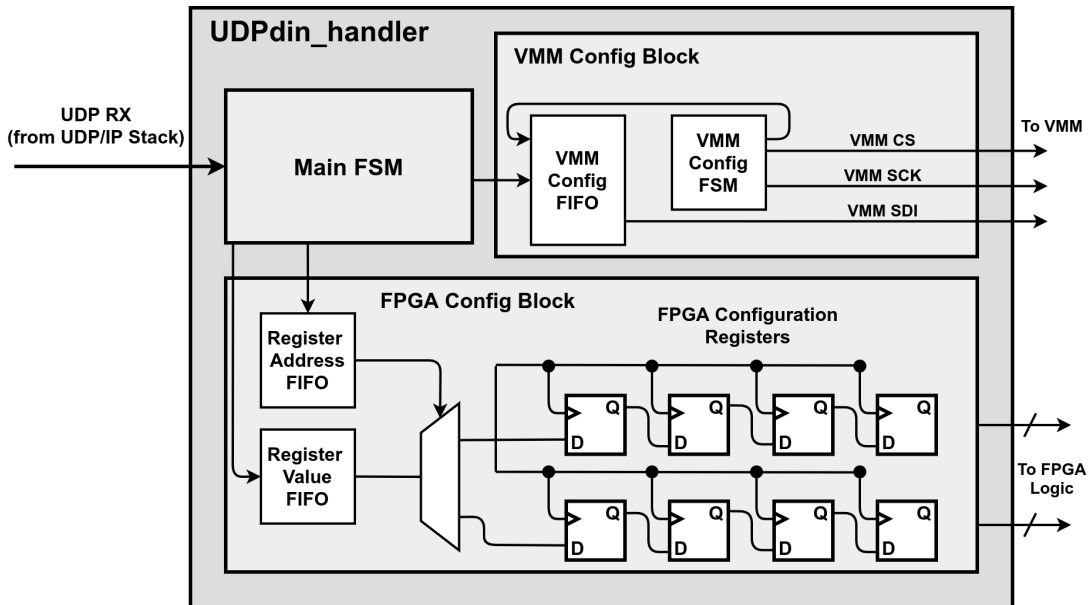 UDPdin_handler
VMM Config Block
UDP RX
(from UDP/IP Stack)
Main FSM
VMM
Config
FIFO
VMM
Config
FSM
VMM CS
VMM SCK
VMM SDI
To VMM
FPGA Config Block
Register
Address
FIFO
Register
Value
FIFO
FPGA Configuration
Registers
Q
D
Q
D
Q
D
Q
D
Q
D
Q
D
Q
D
Q
D
To FPGA
Logic